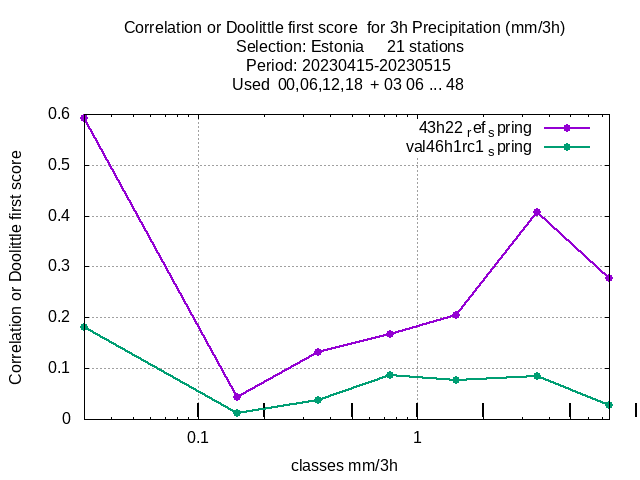 Correlation or Doolittle first score  for 3h Precipitation (mm/3h)
Selection: Estonia     21 stations
Period: 20230415-20230515
Used  00,06,12,18  + 03 06 ... 48
43h22 refspring
val46h1rc1 spring
Correlation or Doolittle first score
0.6
0.5
0.4
0.3
0.2
0.1
0
0.1
1
classes mm/3h